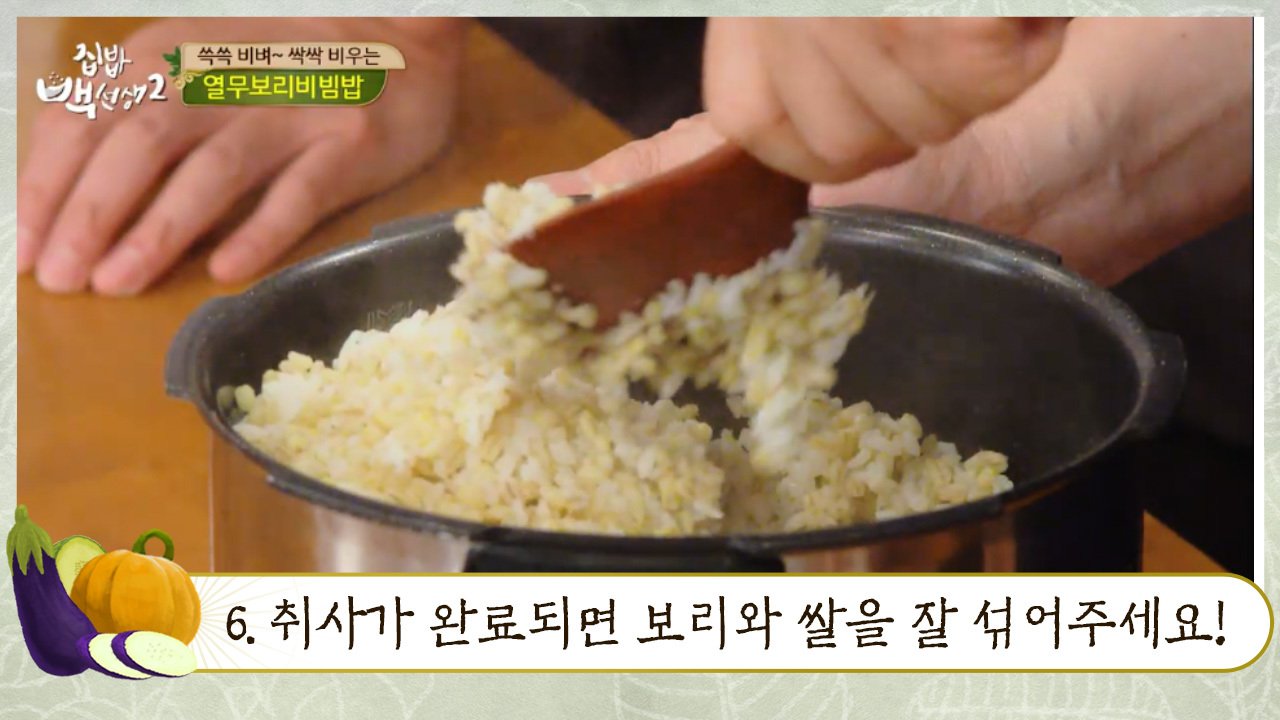 집밥
백선생2
쓱쓱 비벼~ 싹싹 비우는
열무보리비빔밥
6. 취사가 완료되면 보리와 쌀을 잘 섞어주세요!